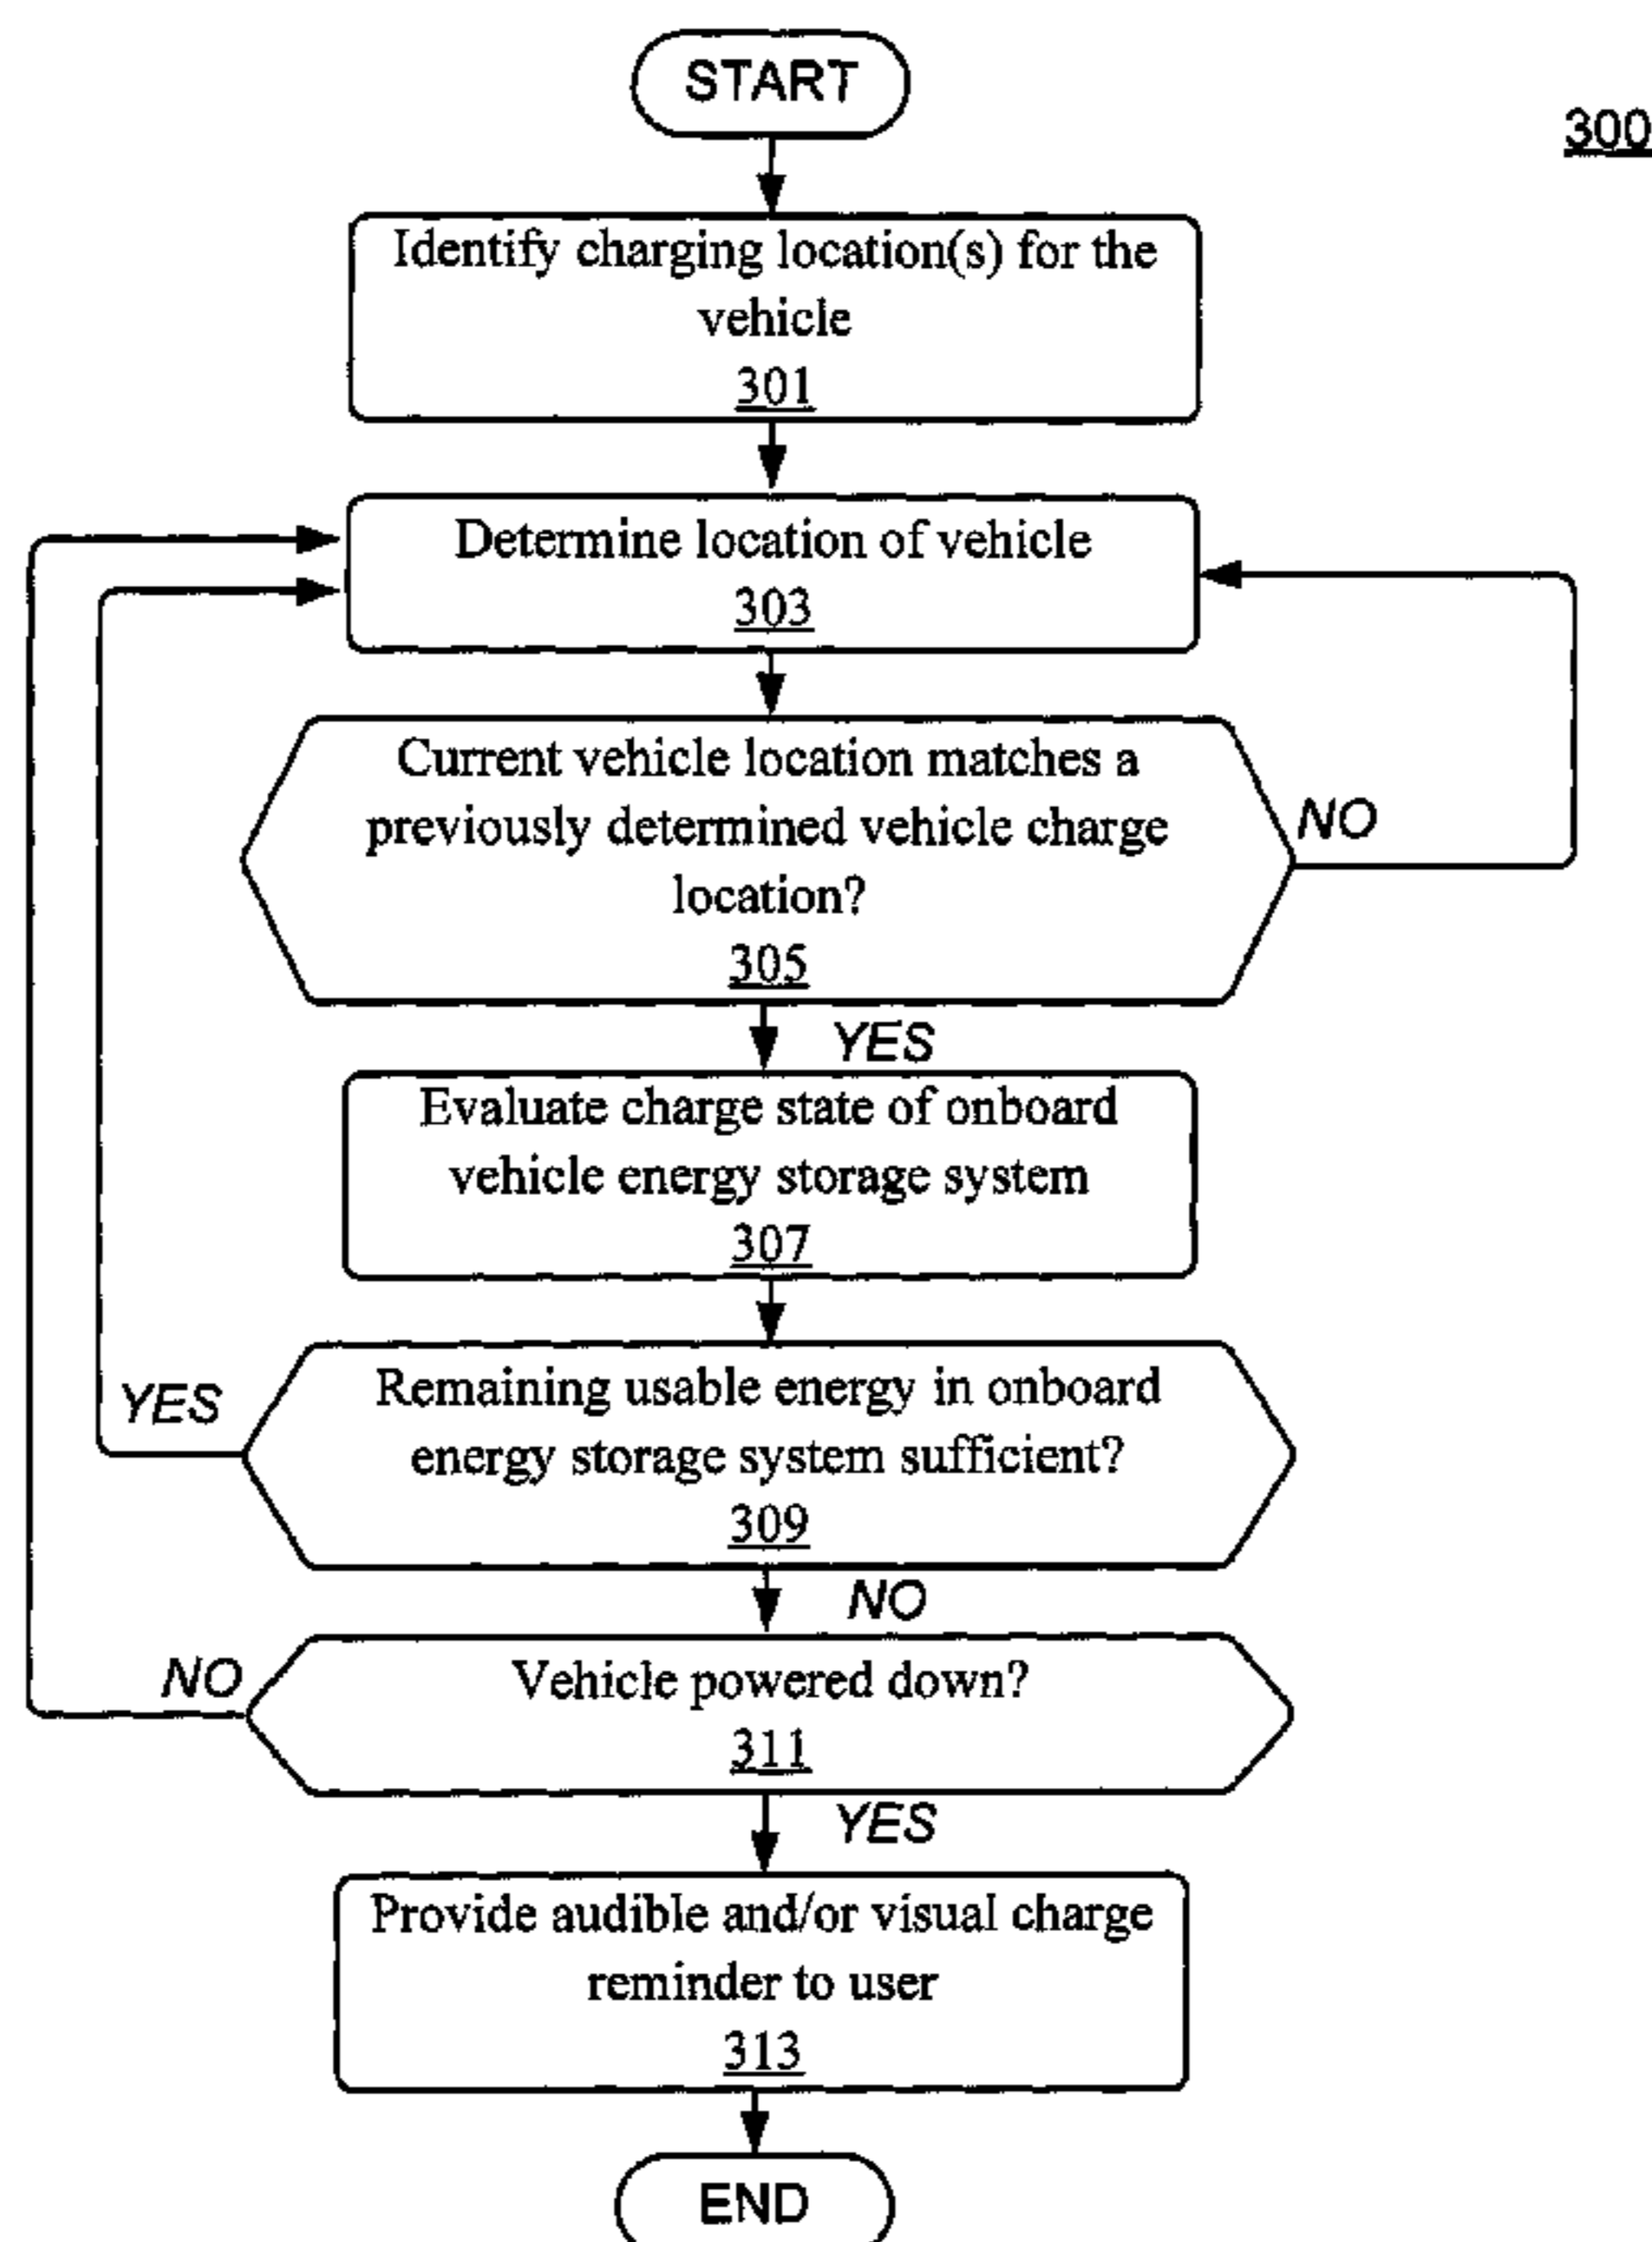 START
300
Identify charging location(s) for the
vehicle
301
Determine location of vehicle
303
Current vehicle location matches a
previously determined vehicle charge
location?
305
NO
YES
Evaluate charge state of onboard
vehicle energy storage system
307
YES
Remaining usable energy in onboard
energy storage system sufficient?
309
NO
NO
Vehicle powered down?
311
YES
Provide audible and/or visual charge
reminder to user
313
END